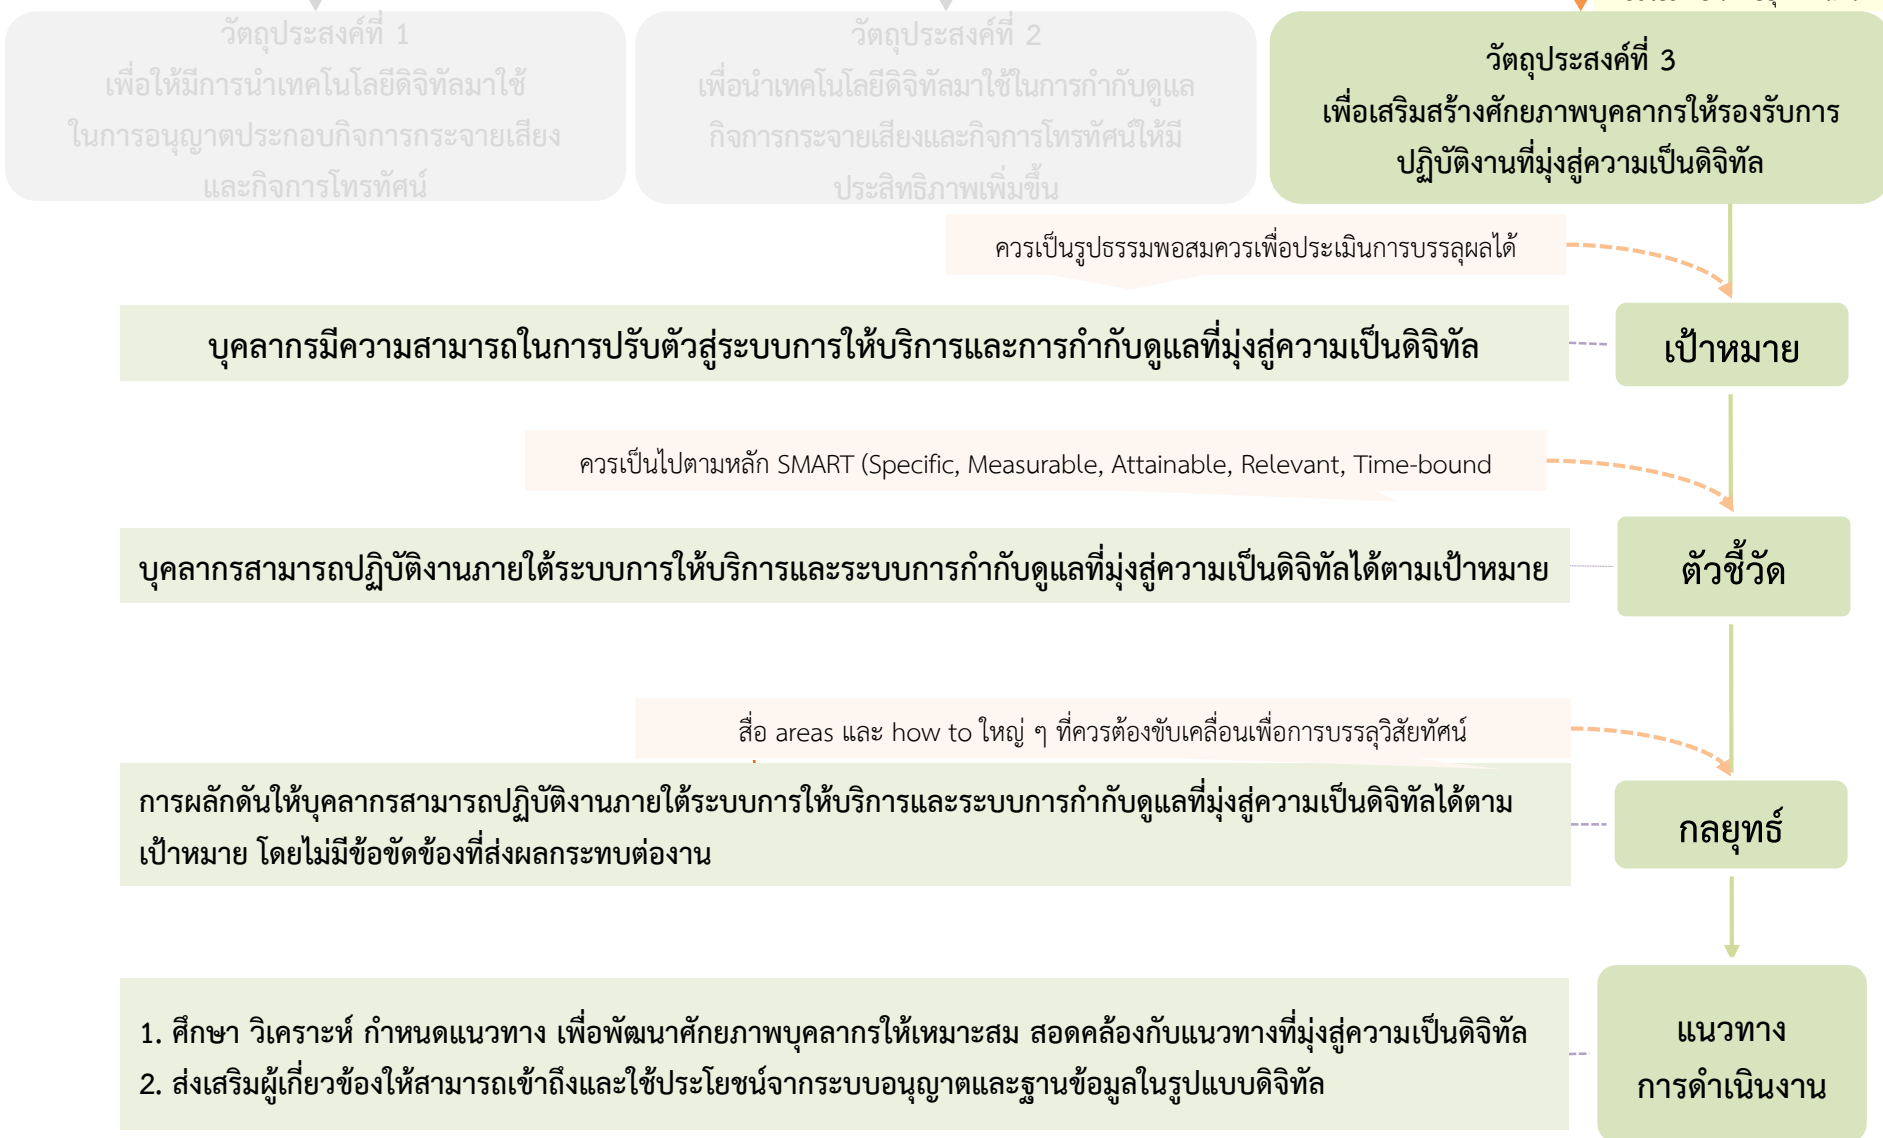 วัตถุประสงค์ที่ 1
เพื่อให้มีการนำเทคโนโลยีดิจิทัลมาใช้
ในการอนุญาตประกอบกิจการกระจายเสียง
และกิจการโทรทัศน์
วัตถุประสงค์ที่ 2
เพื่อนำเทคโนโลยีดิจิทัลมาใช้ในการกำกับดูแล
กิจการกระจายเสียงและกิจการโทรทัศน์ให้มี
ประสิทธิภาพเพิ่มขึ้น
วัตถุประสงค์ที่ 3
เพื่อเสริมสร้างศักยภาพบุคลากรให้รองรับการ
ปฏิบัติงานที่มุ่งสู่ความเป็นดิจิทัล
ควรเป็นรูปธรรมพอสมควรเพื่อประเมินการบรรลุผลได้
บุคลากรมีความสามารถในการปรับตัวสู่ระบบการให้บริการและการกำกับดูแลที่มุ่งสู่ความเป็นดิจิทัล
เป้าหมาย
ควรเป็นไปตามหลัก SMART (Specific, Measurable, Attainable, Relevant, Time-bound
บุคลากรสามารถปฏิบัติงานภายใต้ระบบการให้บริการและระบบการกำกับดูแลที่มุ่งสู่ความเป็นดิจิทัลได้ตามเป้าหมาย
ตัวชี้วัด
สื่อ areas และ how to ใหญ่ ๆ ที่ควรต้องขับเคลื่อนเพื่อการบรรลุวิสัยทัศน์
การผลักดันให้บุคลากรสามารถปฏิบัติงานภายใต้ระบบการให้บริการและระบบการกำกับดูแลที่มุ่งสู่ความเป็นดิจิทัลได้ตาม
เป้าหมาย โดยไม่มีข้อขัดข้องที่ส่งผลกระทบต่องาน
กลยุทธ์
1. ศึกษา วิเคราะห์ กำหนดแนวทาง เพื่อพัฒนาศักยภาพบุคลากรให้เหมาะสม สอดคล้องกับแนวทางที่มุ่งสู่ความเป็นดิจิทัล
2. ส่งเสริมผู้เกี่ยวข้องให้สามารถเข้าถึงและใช้ประโยชน์จากระบบอนุญาตและฐานข้อมูลในรูปแบบดิจิทัล
แนวทาง
การดำเนินงาน